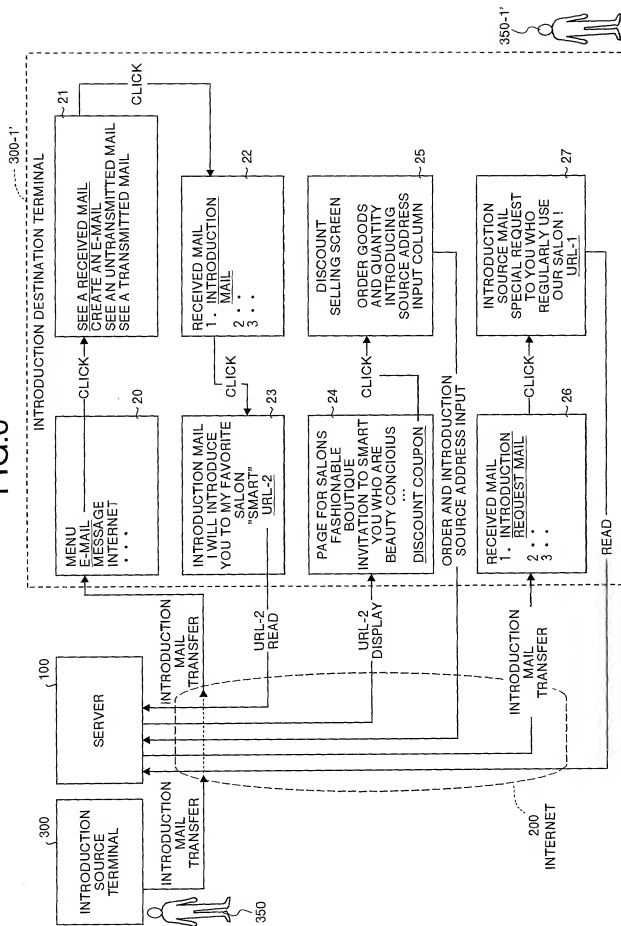 FIG.6
300
INTRODUCTION
SOURCE
TERMINAL
350
INTRODUCTION
MAIL
TRANSFER
100
SERVER
INTRODUCTION
MAIL
TRANSFER
200
INTERNET
300-1'
INTRODUCTION DESTINATION TERMINAL
20
MENU
E-MAIL
MESSAGE
INTERNET
· · ·
CLICK
21
SEE A RECEIVED MAIL
CREATE AN E-MAIL
SEE AN UNTRANSMITTED MAIL
SEE A TRANSMITTED MAIL
CLICK
22
RECEIVED MAIL
1. INTRODUCTION
MAIL
2 · ·
3 · ·
CLICK
23
INTRODUCTION MAIL
I WILL INTRODUCE
YOU TO MY FAVORITE
SALON
"SMART"
URL-2
URL-2
READ
URL-2
DISPLAY
24
PAGE FOR SALONS
FASHIONABLE
BOUTIQUE
INVITATION TO SMART
YOU WHO ARE
BEAUTY CONCIOIUS
...
DISCOUNT COUPON
CLICK
25
DISCOUNT
SELLING SCREEN
ORDER GOODS
AND QUANTITY
INTRODUCING
SOURCE ADDRESS
INPUT COLUMN
ORDER AND INTRODUCTION
SOURCE ADDRESS INPUT
INTRODUCTION
MAIL
TRANSFER
26
RECEIVED MAIL
1. INTRODUCTION
REQUEST MAIL
2 · ·
3 · ·
CLICK
27
INTRODUCTION
SOURCE MAIL
SPECIAL REQUEST
TO YOU WHO
REGULARLY USE
OUR SALON !
URL-1
READ
350-1'